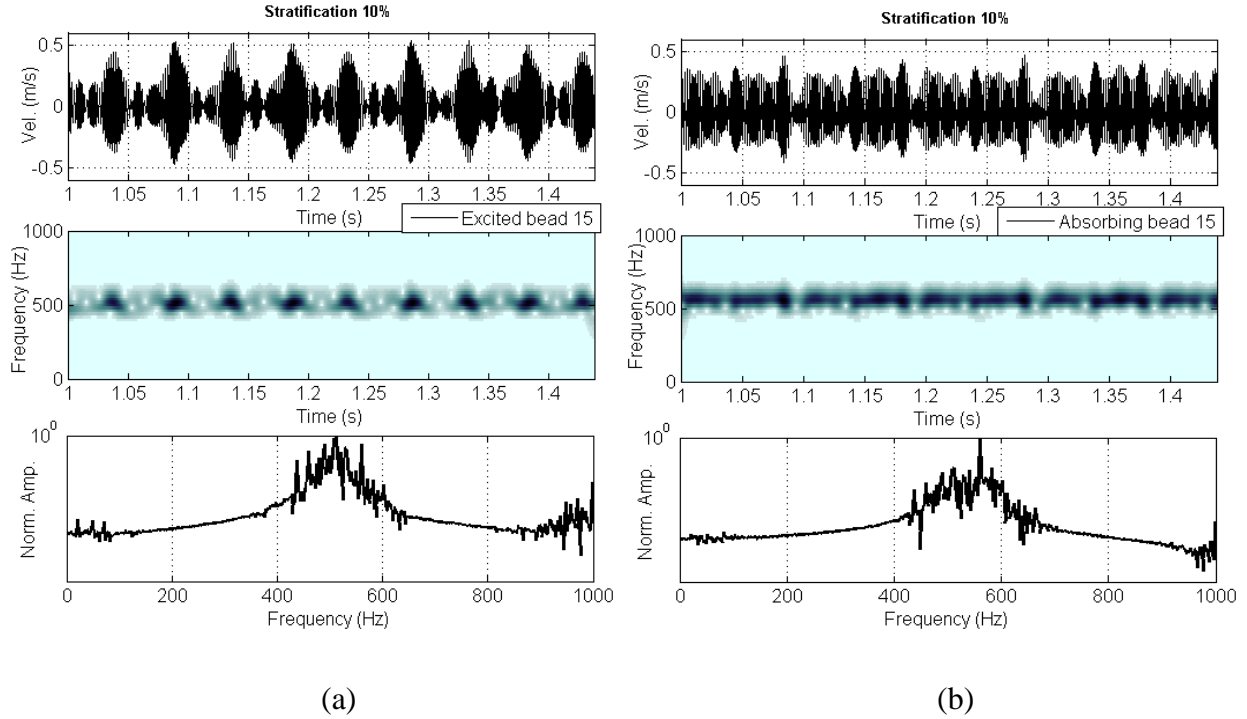 Stratification 10%
0.5
0
-0.5
Vel. (m/s)
1 1.05 1.1 1.15 1.2 1.25 1.3 1.35 1.4
Time (s)
Excited bead 15
1000
500
0
Frequency (Hz)
1 1.05 1.1 1.15 1.2 1.25 1.3 1.35 1.4
Time (s)
10^0
Norm. Amp.
0 200 400 600 800 1000
Frequency (Hz)
(a)
Stratification 10%
0.5
0
-0.5
Vel. (m/s)
1 1.05 1.1 1.15 1.2 1.25 1.3 1.35 1.4
Time (s)
Absorbing bead 15
1000
500
0
Frequency (Hz)
1 1.05 1.1 1.15 1.2 1.25 1.3 1.35 1.4
Time (s)
10^0
Norm. Amp.
0 200 400 600 800 1000
Frequency (Hz)
(b)